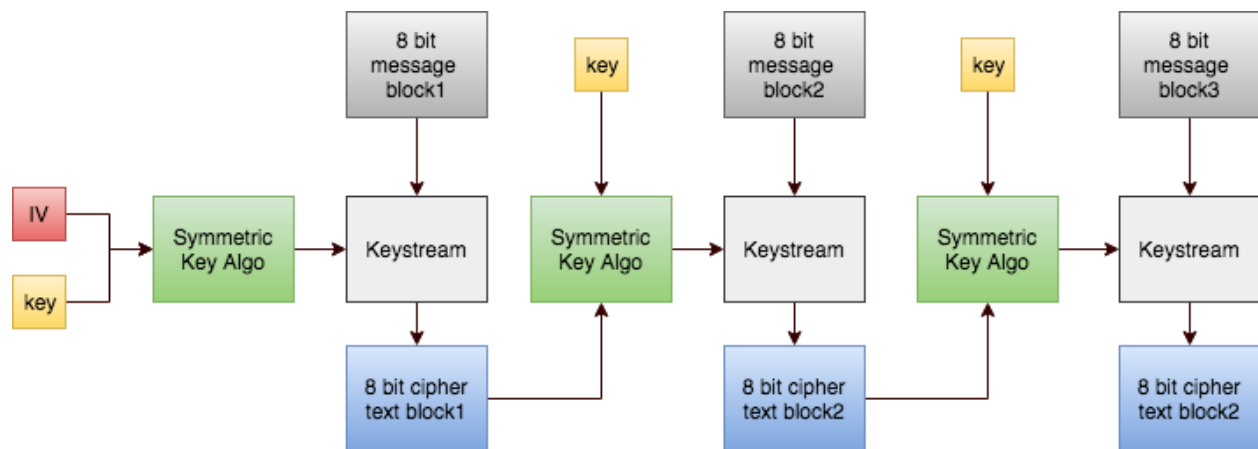 8 bit
message
block1
key
8 bit
message
block2
key
8 bit
message
block3
IV
key
Symmetric
Key Algo
Keystream
Symmetric
Key Algo
Keystream
Symmetric
Key Algo
Keystream
8 bit cipher
text block1
8 bit cipher
text block2
8 bit cipher
text block2